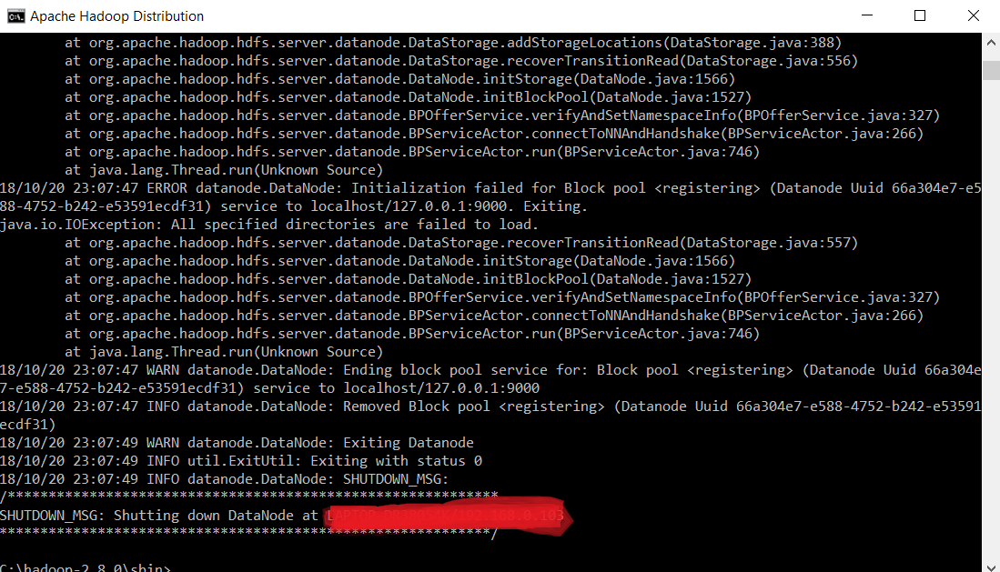 Apache Hadoop Distribution
at org.apache.hadoop.hdfs.server.datanode.DataStorage.addStorageLocations(DataStorage.java:388)
at org.apache.hadoop.hdfs.server.datanode.DataStorage.recoverTransitionRead(DataStorage.java:556)
at org.apache.hadoop.hdfs.server.datanode.DataNode.initStorage(DataNode.java:1566)
at org.apache.hadoop.hdfs.server.datanode.DataNode.initBlockPool(DataNode.java:1527)
at org.apache.hadoop.hdfs.server.datanode.BPOfferService.verifyAndSetNamespaceInfo(BPOfferService.java:327)
at org.apache.hadoop.hdfs.server.datanode.BPServiceActor.connectToNNAndHandshake(BPServiceActor.java:266)
at org.apache.hadoop.hdfs.server.datanode.BPServiceActor.run(BPServiceActor.java:746)
at java.lang.Thread.run(Unknown Source)
18/10/20 23:07:47 ERROR datanode.DataNode: Initialization failed for Block pool <registering> (Datanode Uuid 66a304e7-e5
88-4752-b242-e53591ecdf31) service to localhost/127.0.0.1:9000. Exiting.
java.io.IOException: All specified directories are failed to load.
at org.apache.hadoop.hdfs.server.datanode.DataStorage.recoverTransitionRead(DataStorage.java:557)
at org.apache.hadoop.hdfs.server.datanode.DataNode.initStorage(DataNode.java:1566)
at org.apache.hadoop.hdfs.server.datanode.DataNode.initBlockPool(DataNode.java:1527)
at org.apache.hadoop.hdfs.server.datanode.BPOfferService.verifyAndSetNamespaceInfo(BPOfferService.java:327)
at org.apache.hadoop.hdfs.server.datanode.BPServiceActor.connectToNNAndHandshake(BPServiceActor.java:266)
at org.apache.hadoop.hdfs.server.datanode.BPServiceActor.run(BPServiceActor.java:746)
at java.lang.Thread.run(Unknown Source)
18/10/20 23:07:47 WARN datanode.DataNode: Ending block pool service for: Block pool <registering> (Datanode Uuid 66a304e
7-e588-4752-b242-e53591ecdf31) service to localhost/127.0.0.1:9000
18/10/20 23:07:47 INFO datanode.DataNode: Removed Block pool <registering> (Datanode Uuid 66a304e7-e588-4752-b242-e53591
ecdf31)
18/10/20 23:07:49 WARN datanode.DataNode: Exiting Datanode
18/10/20 23:07:49 INFO util.ExitUtil: Exiting with status 0
18/10/20 23:07:49 INFO datanode.DataNode: SHUTDOWN_MSG:
/************************************************************
SHUTDOWN_MSG: Shutting down DataNode at
************************************************************/
C:\hadoop-2.8.0\sbin>